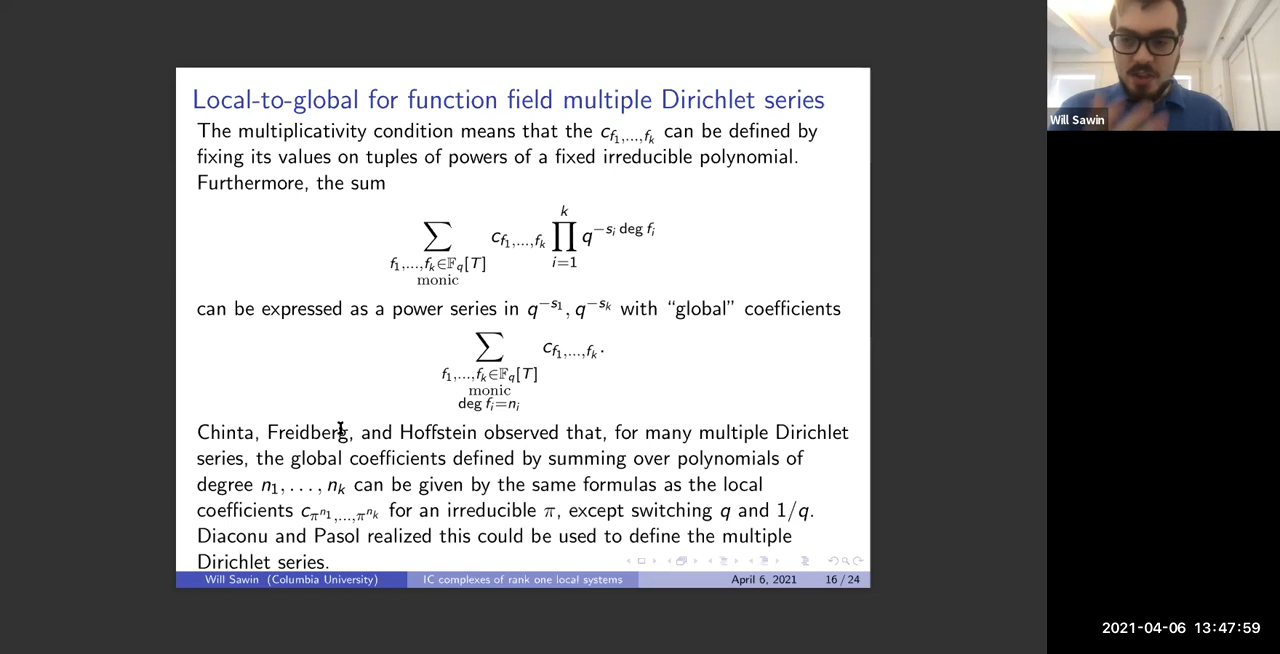 Local-to-global for function field multiple Dirichlet series
The multiplicativity condition means that the c_{f_1,...,f_k} can be defined by
fixing its values on tuples of powers of a fixed irreducible polynomial.
Furthermore, the sum
∑_{f_1,...,f_k∈𝔽_q[T] monic} c_{f_1,...,f_k} ∏_{i=1}^{k} q^{-s_i deg f_i}
can be expressed as a power series in q^{-s_1}, q^{-s_k} with “global” coefficients
∑_{f_1,...,f_k∈𝔽_q[T] monic deg f_i=n_i} c_{f_1,...,f_k}.
Chinta, Freidberg, and Hoffstein observed that, for many multiple Dirichlet
series, the global coefficients defined by summing over polynomials of
degree n_1, . . . , n_k can be given by the same formulas as the local
coefficients c_{π^{n_1},...,π^{n_k}} for an irreducible π, except switching q and 1/q.
Diaconu and Pasol realized this could be used to define the multiple
Dirichlet series.
Will Sawin (Columbia University)
IC complexes of rank one local systems
April 6, 2021
16 / 24
Will Sawin
2021-04-06 13:47:59